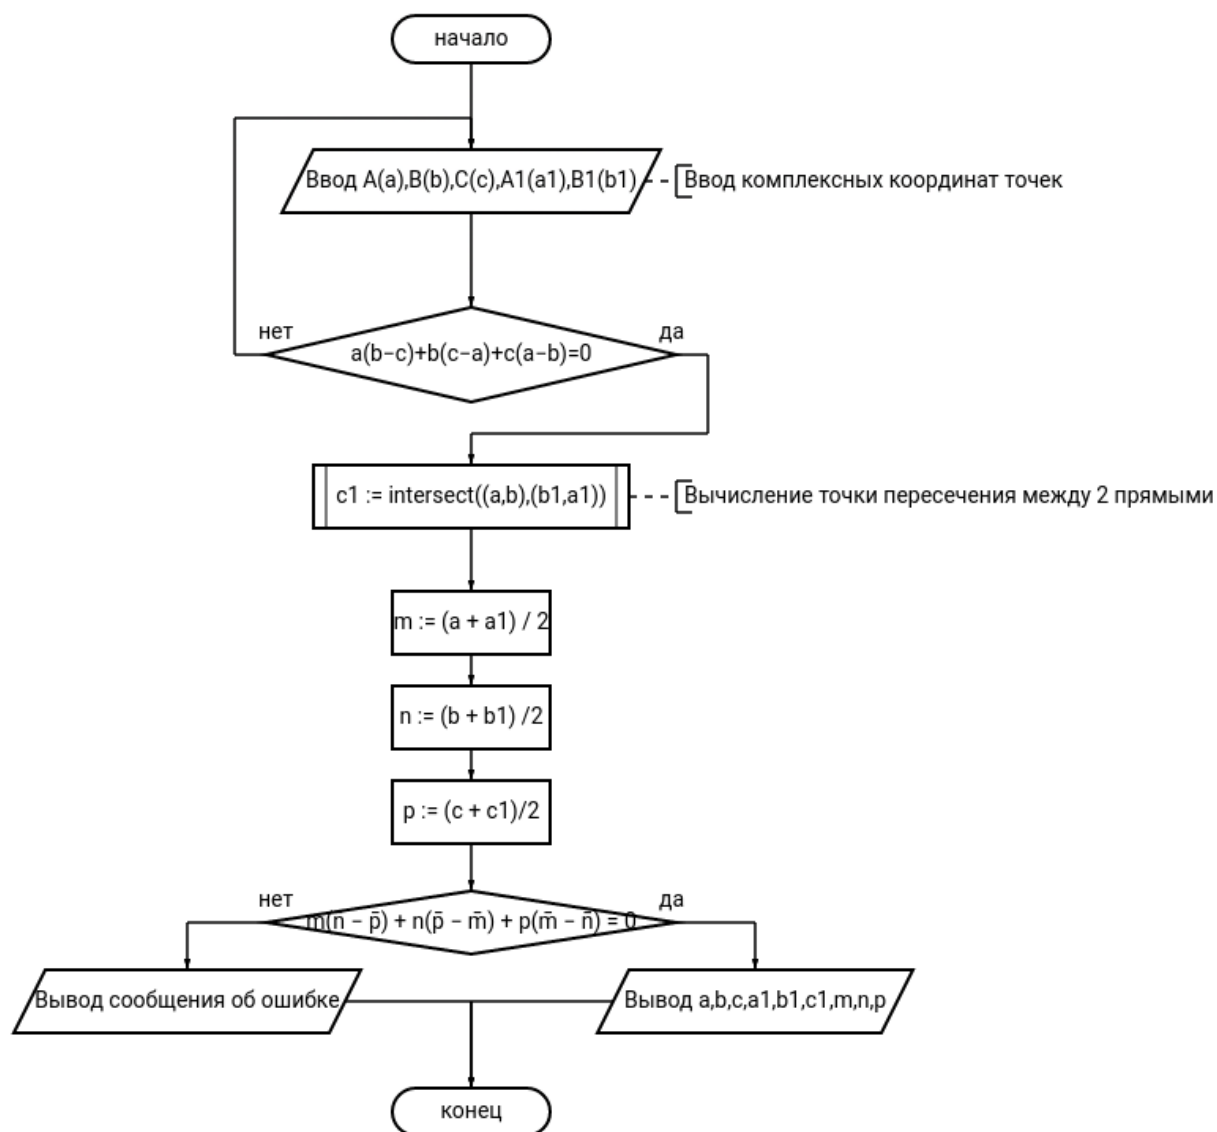 начало
Ввод A(a),B(b),C(c),A1(a1),B1(b1)
Ввод комплексных координат точек
нет
да
a(b−c)+b(c−a)+c(a−b)=0
c1 := intersect((a,b),(b1,a1))
Вычисление точки пересечения между 2 прямыми
m := (a + a1) / 2
n := (b + b1) /2
p := (c + c1)/2
нет
да
m(n̄ − p̄) + n(p̄ − m̄) + p(m̄ − n̄) = 0
Вывод сообщения об ошибке
Вывод a,b,c,a1,b1,c1,m,n,p
конец